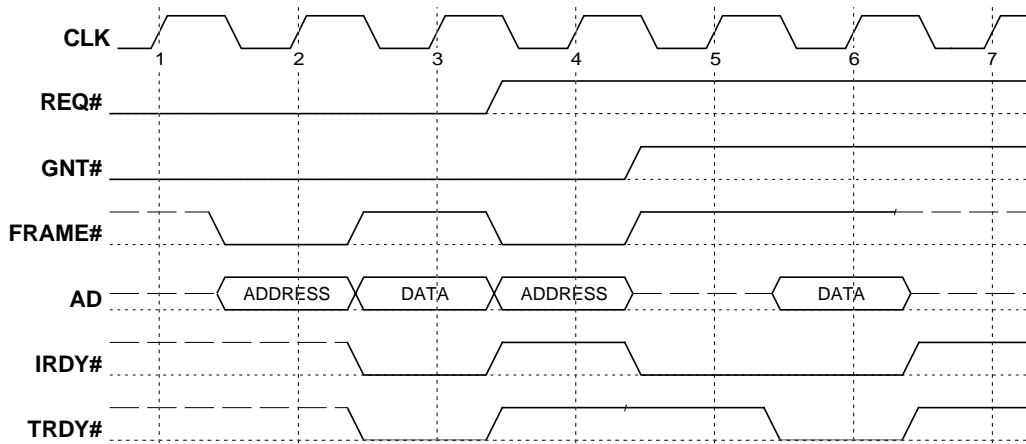 CLK
1 2 3 4 5 6 7
REQ#
GNT#
FRAME#
AD ADDRESS DATA ADDRESS DATA
IRDY#
TRDY#